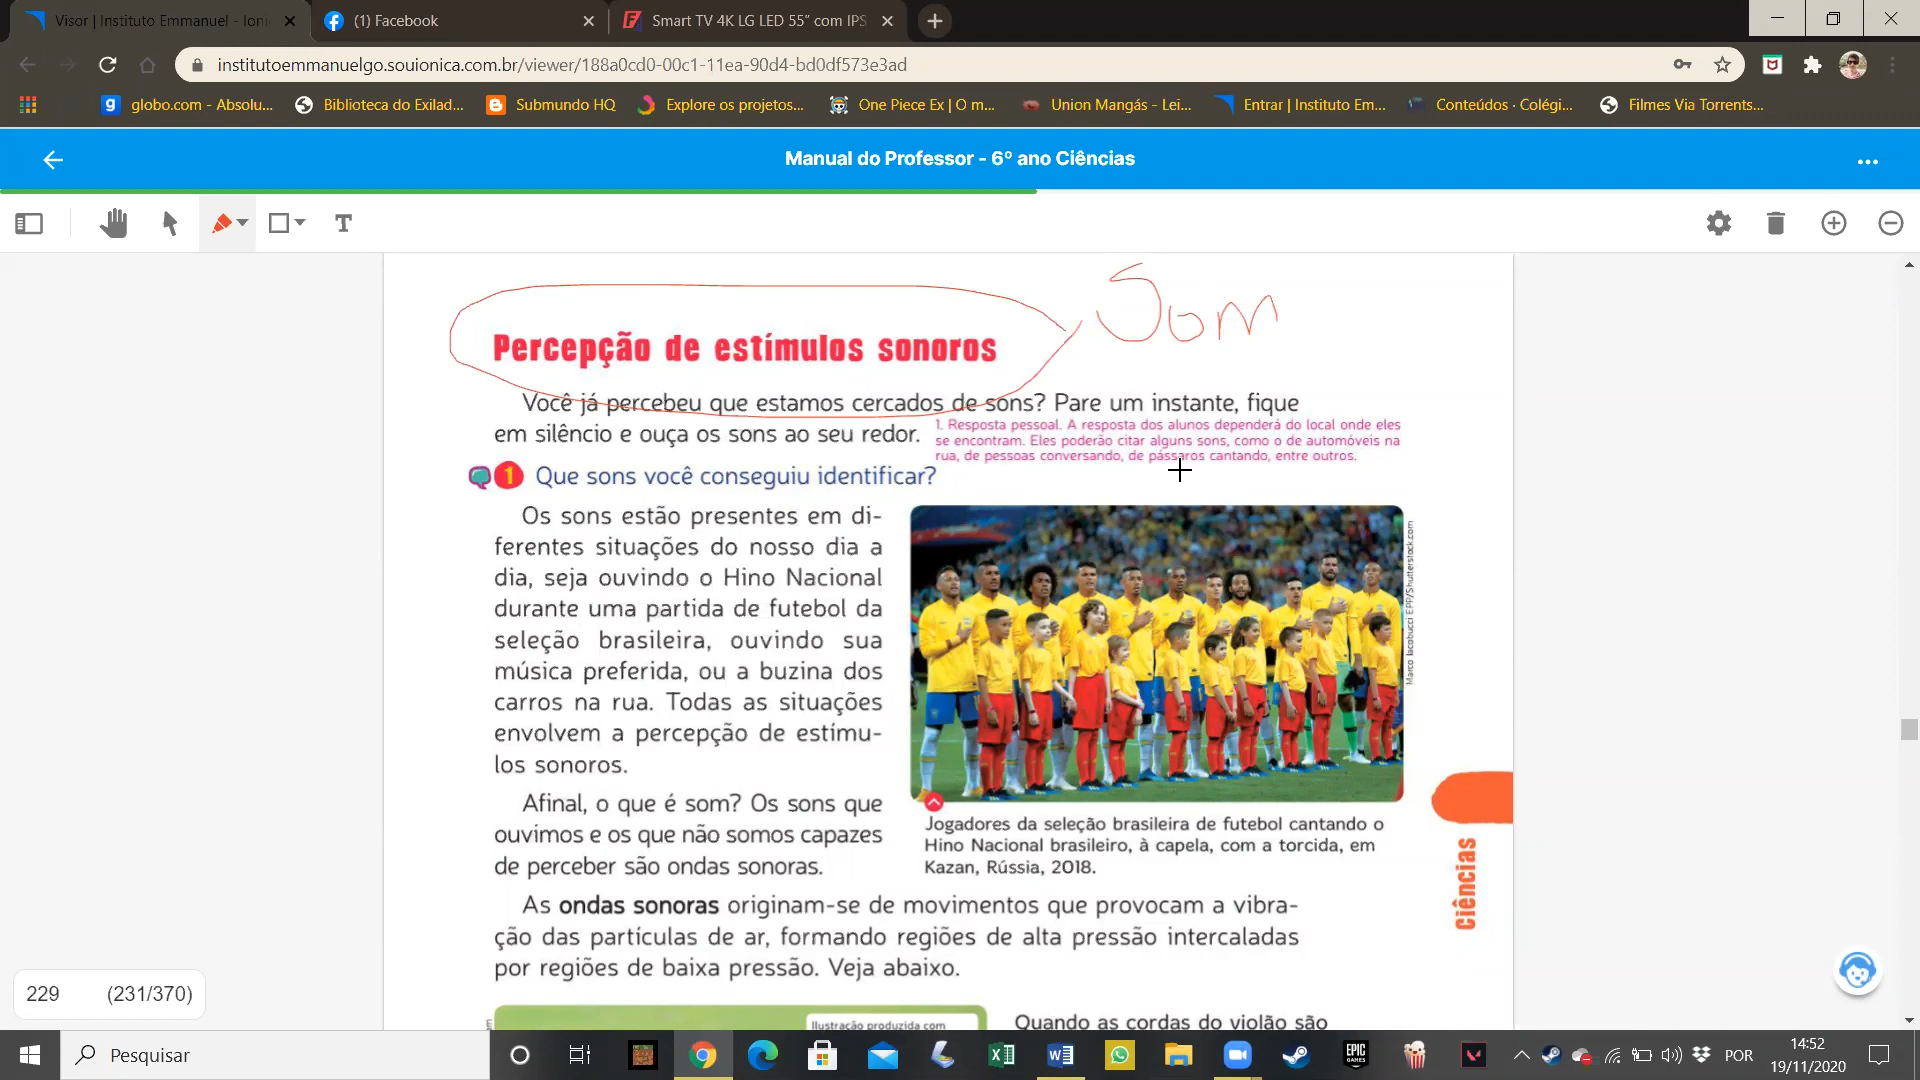 Visor | Instituto Emmanuel - Ioni
(1) Facebook
Smart TV 4K LG LED 55" com IPS
institutoemmanuelgo.souionica.com.br/viewer/188a0cd0-00c1-11ea-90d4-bd0df573e3ad
globo.com - Absolu...
Biblioteca do Exilad...
Submundo HQ
Explore os projetos...
One Piece Ex | O m...
Union Mangás - Lei...
Entrar | Instituto Em...
Conteúdos · Colégi...
Filmes Via Torrents...
Manual do Professor - 6º ano Ciências
T
Som
Percepção de estímulos sonoros
Você já percebeu que estamos cercados de sons? Pare um instante, fique
em silêncio e ouça os sons ao seu redor.
1. Resposta pessoal. A resposta dos alunos dependerá do local onde eles
se encontram. Eles poderão citar alguns sons, como o de automóveis na
rua, de pessoas conversando, de pássaros cantando, entre outros.
1 Que sons você conseguiu identificar?
Os sons estão presentes em di-
ferentes situações do nosso dia a
dia, seja ouvindo o Hino Nacional
durante uma partida de futebol da
seleção brasileira, ouvindo sua
música preferida, ou a buzina dos
carros na rua. Todas as situações
envolvem a percepção de estímu-
los sonoros.
Afinal, o que é som? Os sons que
ouvimos e os que não somos capazes
de perceber são ondas sonoras.
Marco Iacobucci EPP/Shutterstock.com
Jogadores da seleção brasileira de futebol cantando o
Hino Nacional brasileiro, à capela, com a torcida, em
Kazan, Rússia, 2018.
As ondas sonoras originam-se de movimentos que provocam a vibra-
ção das partículas de ar, formando regiões de alta pressão intercaladas
por regiões de baixa pressão. Veja abaixo.
Ciências
Ilustração produzida com
Quando as cordas do violão são
229 (231/370)
Pesquisar
EPIC
GAMES
POR
14:52
19/11/2020